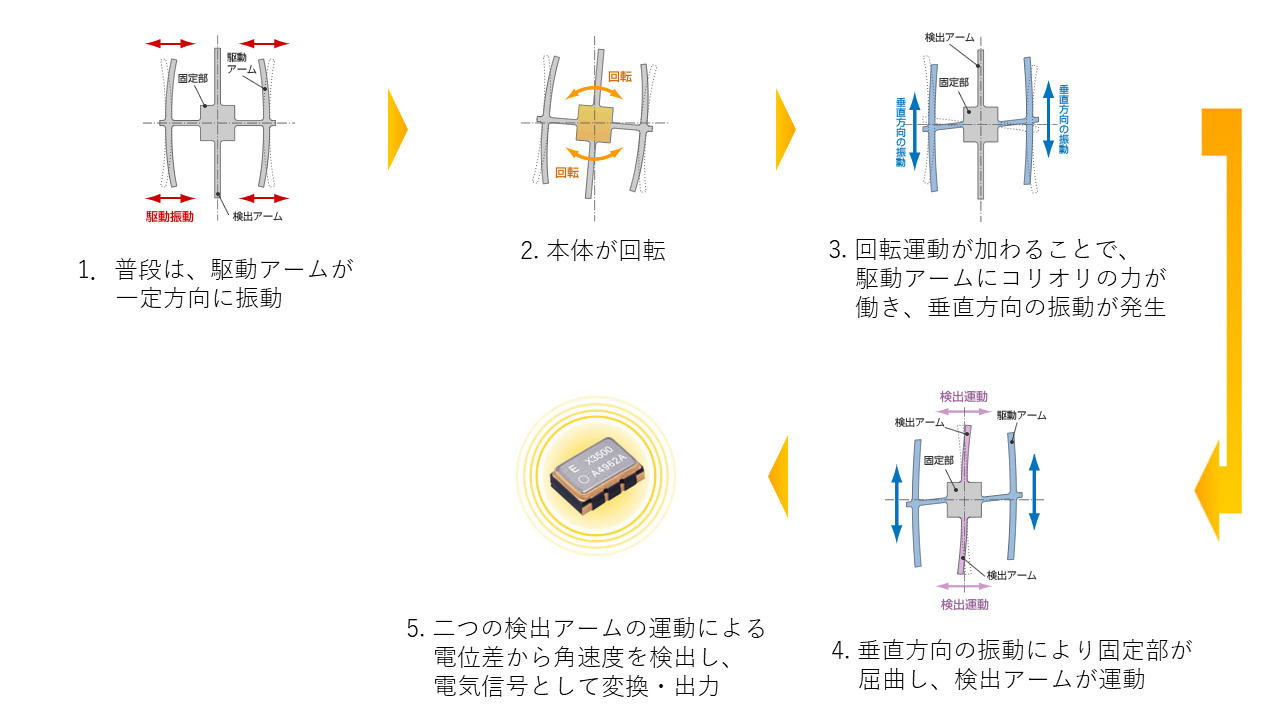 駆動
アーム
固定部
駆動振動
検出アーム
1. 普段は、駆動アームが
一定方向に振動
回転
回転
2. 本体が回転
検出アーム
固定部
垂直方向の振動
垂直方向の振動
3. 回転運動が加わることで、
駆動アームにコリオリの力が
働き、垂直方向の振動が発生
検出運動
検出アーム
駆動アーム
固定部
検出アーム
検出運動
4. 垂直方向の振動により固定部が
屈曲し、検出アームが運動
E X3500
A4962A
5. 二つの検出アームの運動による
電位差から角速度を検出し、
電気信号として変換・出力